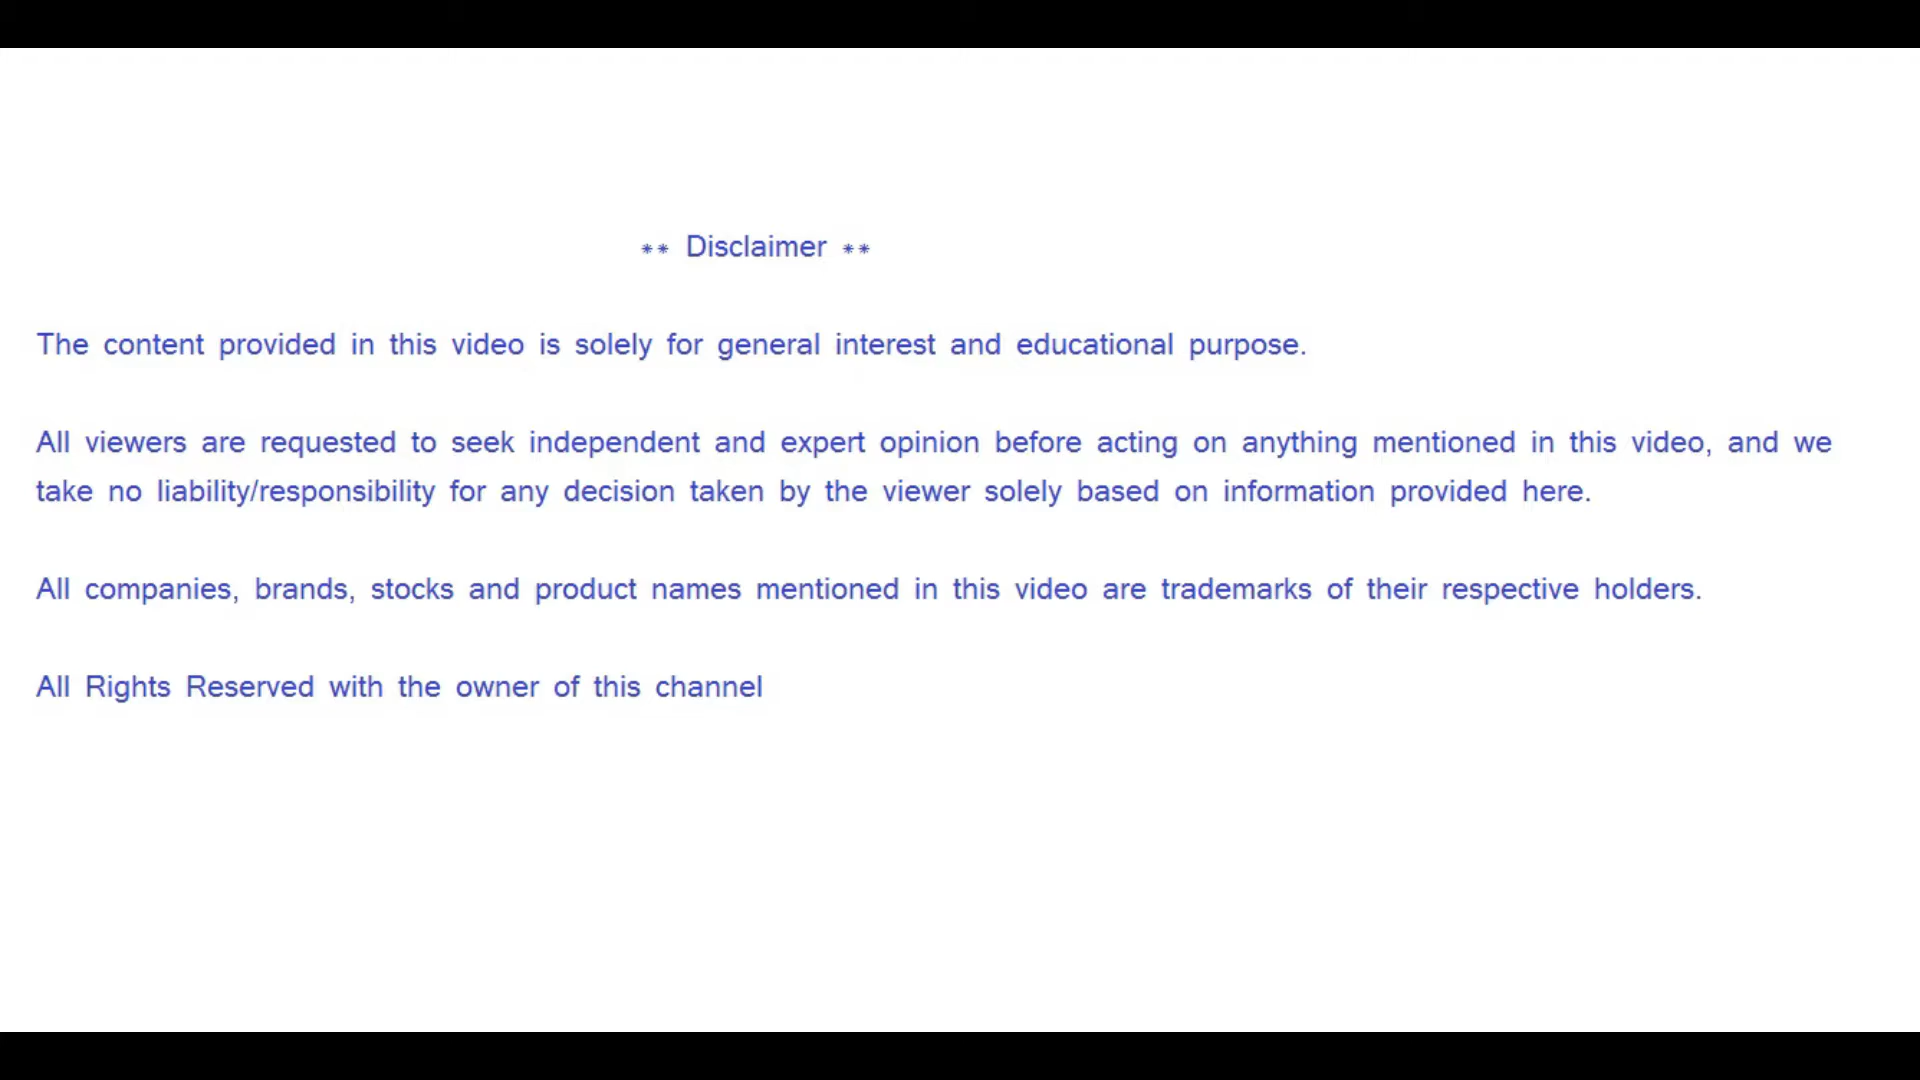 ** Disclaimer **
The content provided in this video is solely for general interest and educational purpose.
All viewers are requested to seek independent and expert opinion before acting on anything mentioned in this video, and we
take no liability/responsibility for any decision taken by the viewer solely based on information provided here.
All companies, brands, stocks and product names mentioned in this video are trademarks of their respective holders.
All Rights Reserved with the owner of this channel